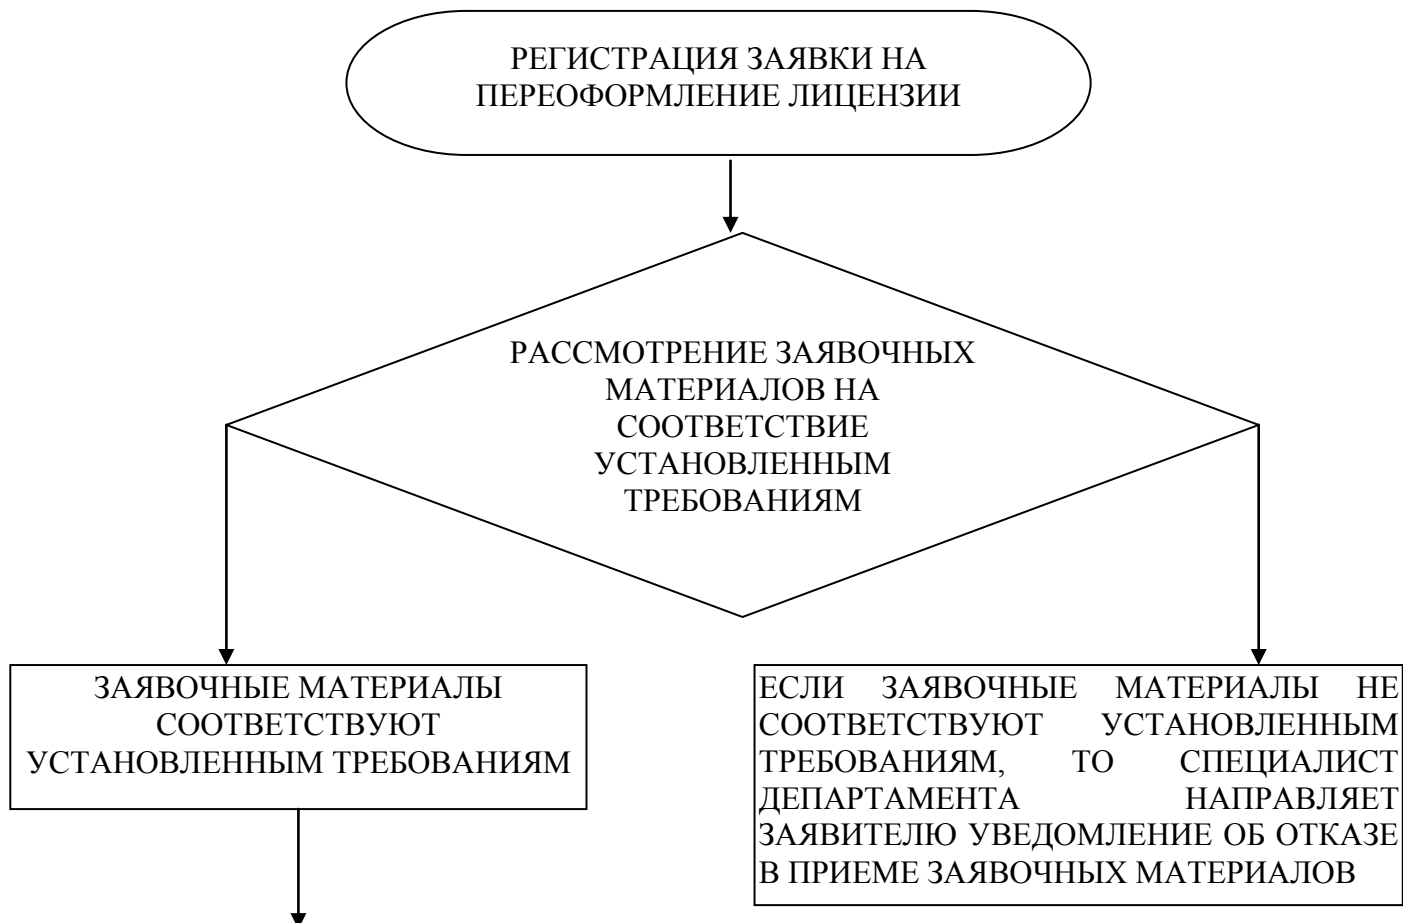 РЕГИСТРАЦИЯ ЗАЯВКИ НА
ПЕРЕОФОРМЛЕНИЕ ЛИЦЕНЗИИ
РАССМОТРЕНИЕ ЗАЯВОЧНЫХ
МАТЕРИАЛОВ НА
СООТВЕТСТВИЕ
УСТАНОВЛЕННЫМ
ТРЕБОВАНИЯМ
ЗАЯВОЧНЫЕ МАТЕРИАЛЫ
СООТВЕТСТВУЮТ
УСТАНОВЛЕННЫМ ТРЕБОВАНИЯМ
ЕСЛИ ЗАЯВОЧНЫЕ МАТЕРИАЛЫ НЕ
СООТВЕТСТВУЮТ УСТАНОВЛЕННЫМ
ТРЕБОВАНИЯМ, ТО СПЕЦИАЛИСТ
ДЕПАРТАМЕНТА НАПРАВЛЯЕТ
ЗАЯВИТЕЛЮ УВЕДОМЛЕНИЕ ОБ ОТКАЗЕ
В ПРИЕМЕ ЗАЯВОЧНЫХ МАТЕРИАЛОВ